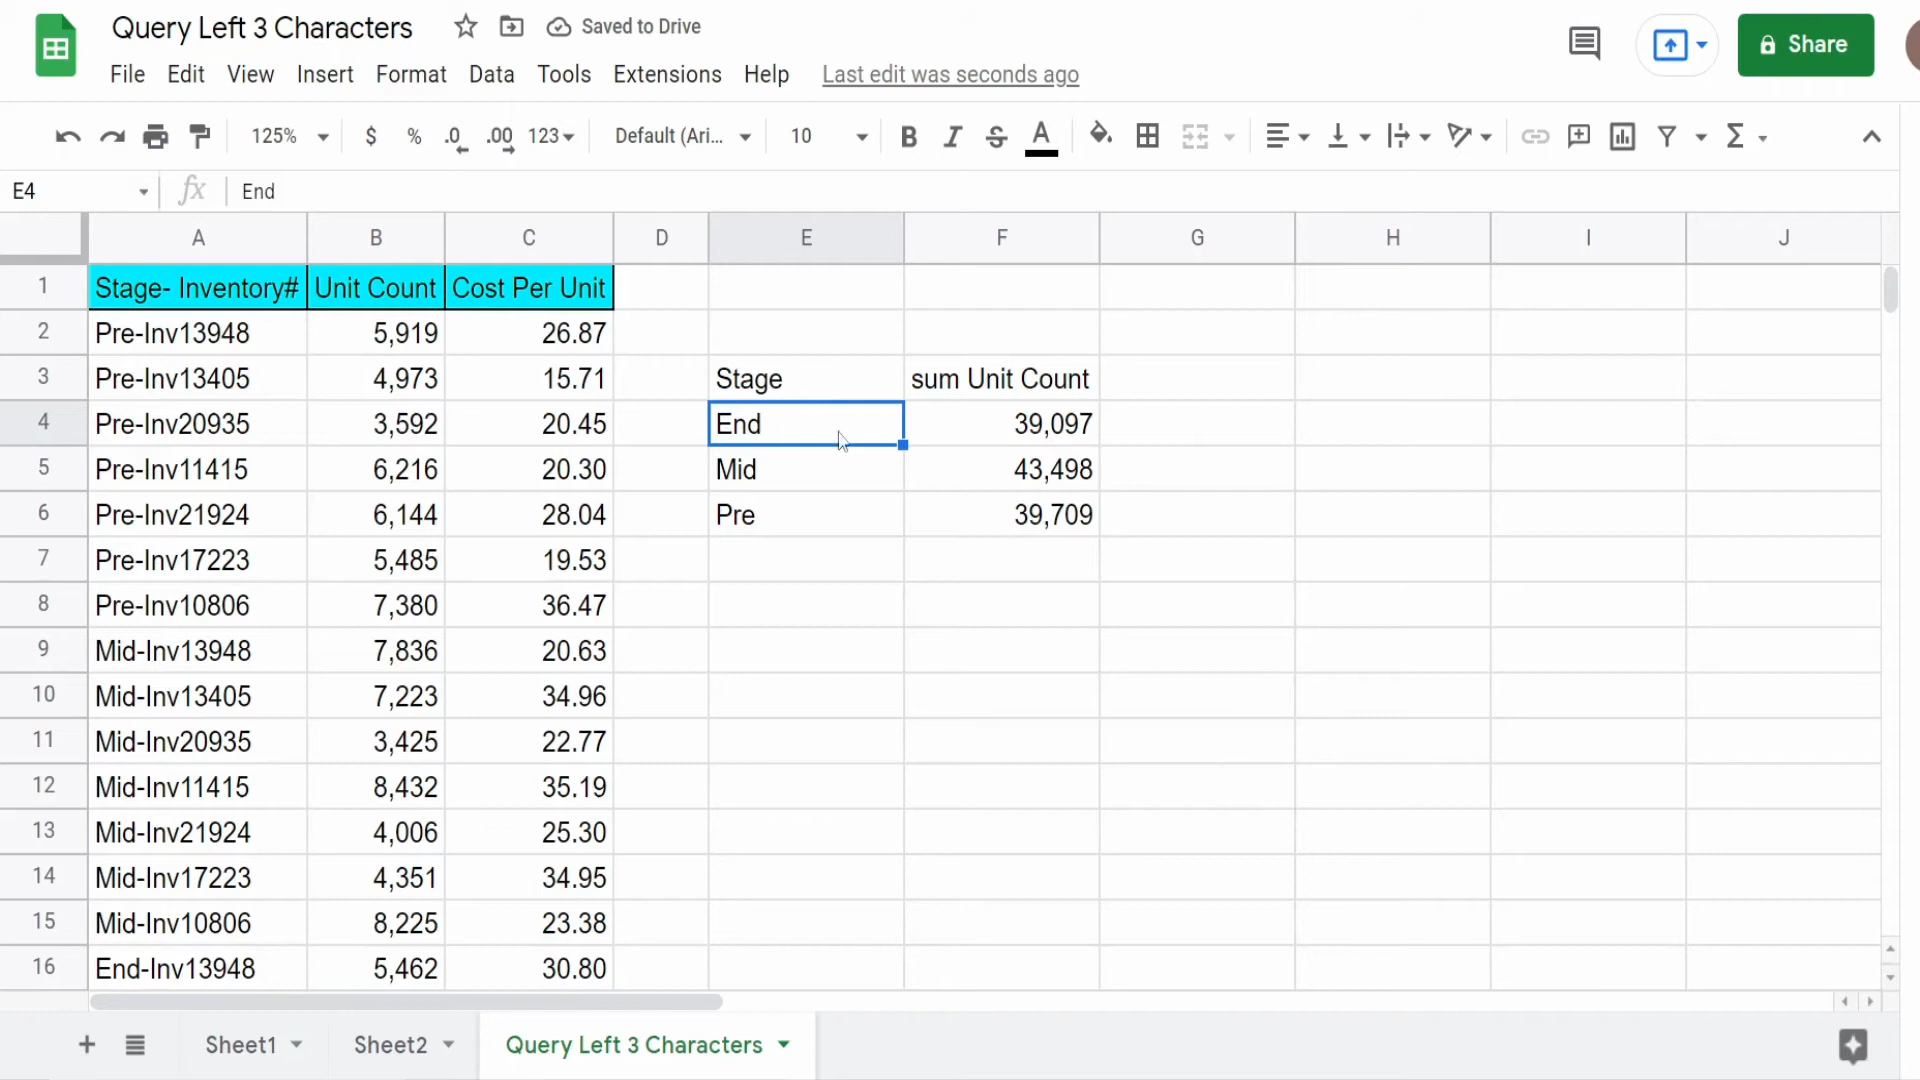 Query Left 3 Characters Saved to Drive
File Edit View Insert Format Data Tools Extensions Help Last edit was seconds ago
Share
125% $ % .0 .00 123 Default (Ari... 10 B I S A Σ
E4 fx End
A B C D E F G H I J
1 Stage- Inventory# Unit Count Cost Per Unit
2 Pre-Inv13948 5,919 26.87
3 Pre-Inv13405 4,973 15.71 Stage sum Unit Count
4 Pre-Inv20935 3,592 20.45 End 39,097
5 Pre-Inv11415 6,216 20.30 Mid 43,498
6 Pre-Inv21924 6,144 28.04 Pre 39,709
7 Pre-Inv17223 5,485 19.53
8 Pre-Inv10806 7,380 36.47
9 Mid-Inv13948 7,836 20.63
10 Mid-Inv13405 7,223 34.96
11 Mid-Inv20935 3,425 22.77
12 Mid-Inv11415 8,432 35.19
13 Mid-Inv21924 4,006 25.30
14 Mid-Inv17223 4,351 34.95
15 Mid-Inv10806 8,225 23.38
16 End-Inv13948 5,462 30.80
Sheet1 Sheet2 Query Left 3 Characters